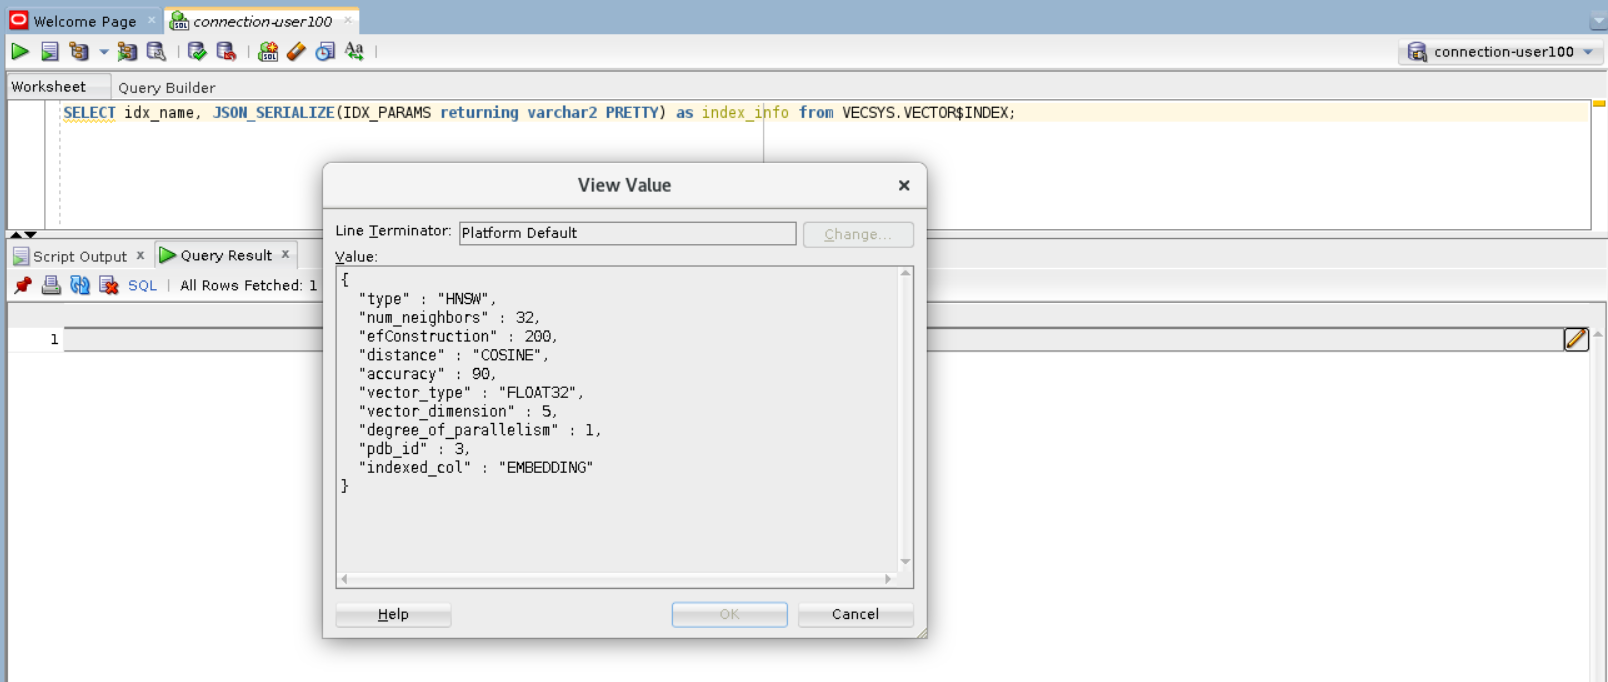 Welcome Page
connection-user100
connection-user100
Worksheet
Query Builder
SELECT idx_name, JSON_SERIALIZE(IDX_PARAMS returning varchar2 PRETTY) as index_info from VECSYS.VECTOR$INDEX;
View Value
Line Terminator: Platform Default
Change...
Value:
{
"type" : "HNSW",
"num_neighbors" : 32,
"efConstruction" : 200,
"distance" : "COSINE",
"accuracy" : 90,
"vector_type" : "FLOAT32",
"vector_dimension" : 5,
"degree_of_parallelism" : 1,
"pdb_id" : 3,
"indexed_col" : "EMBEDDING"
}
Help
OK
Cancel
Script Output
Query Result
SQL | All Rows Fetched: 1
1